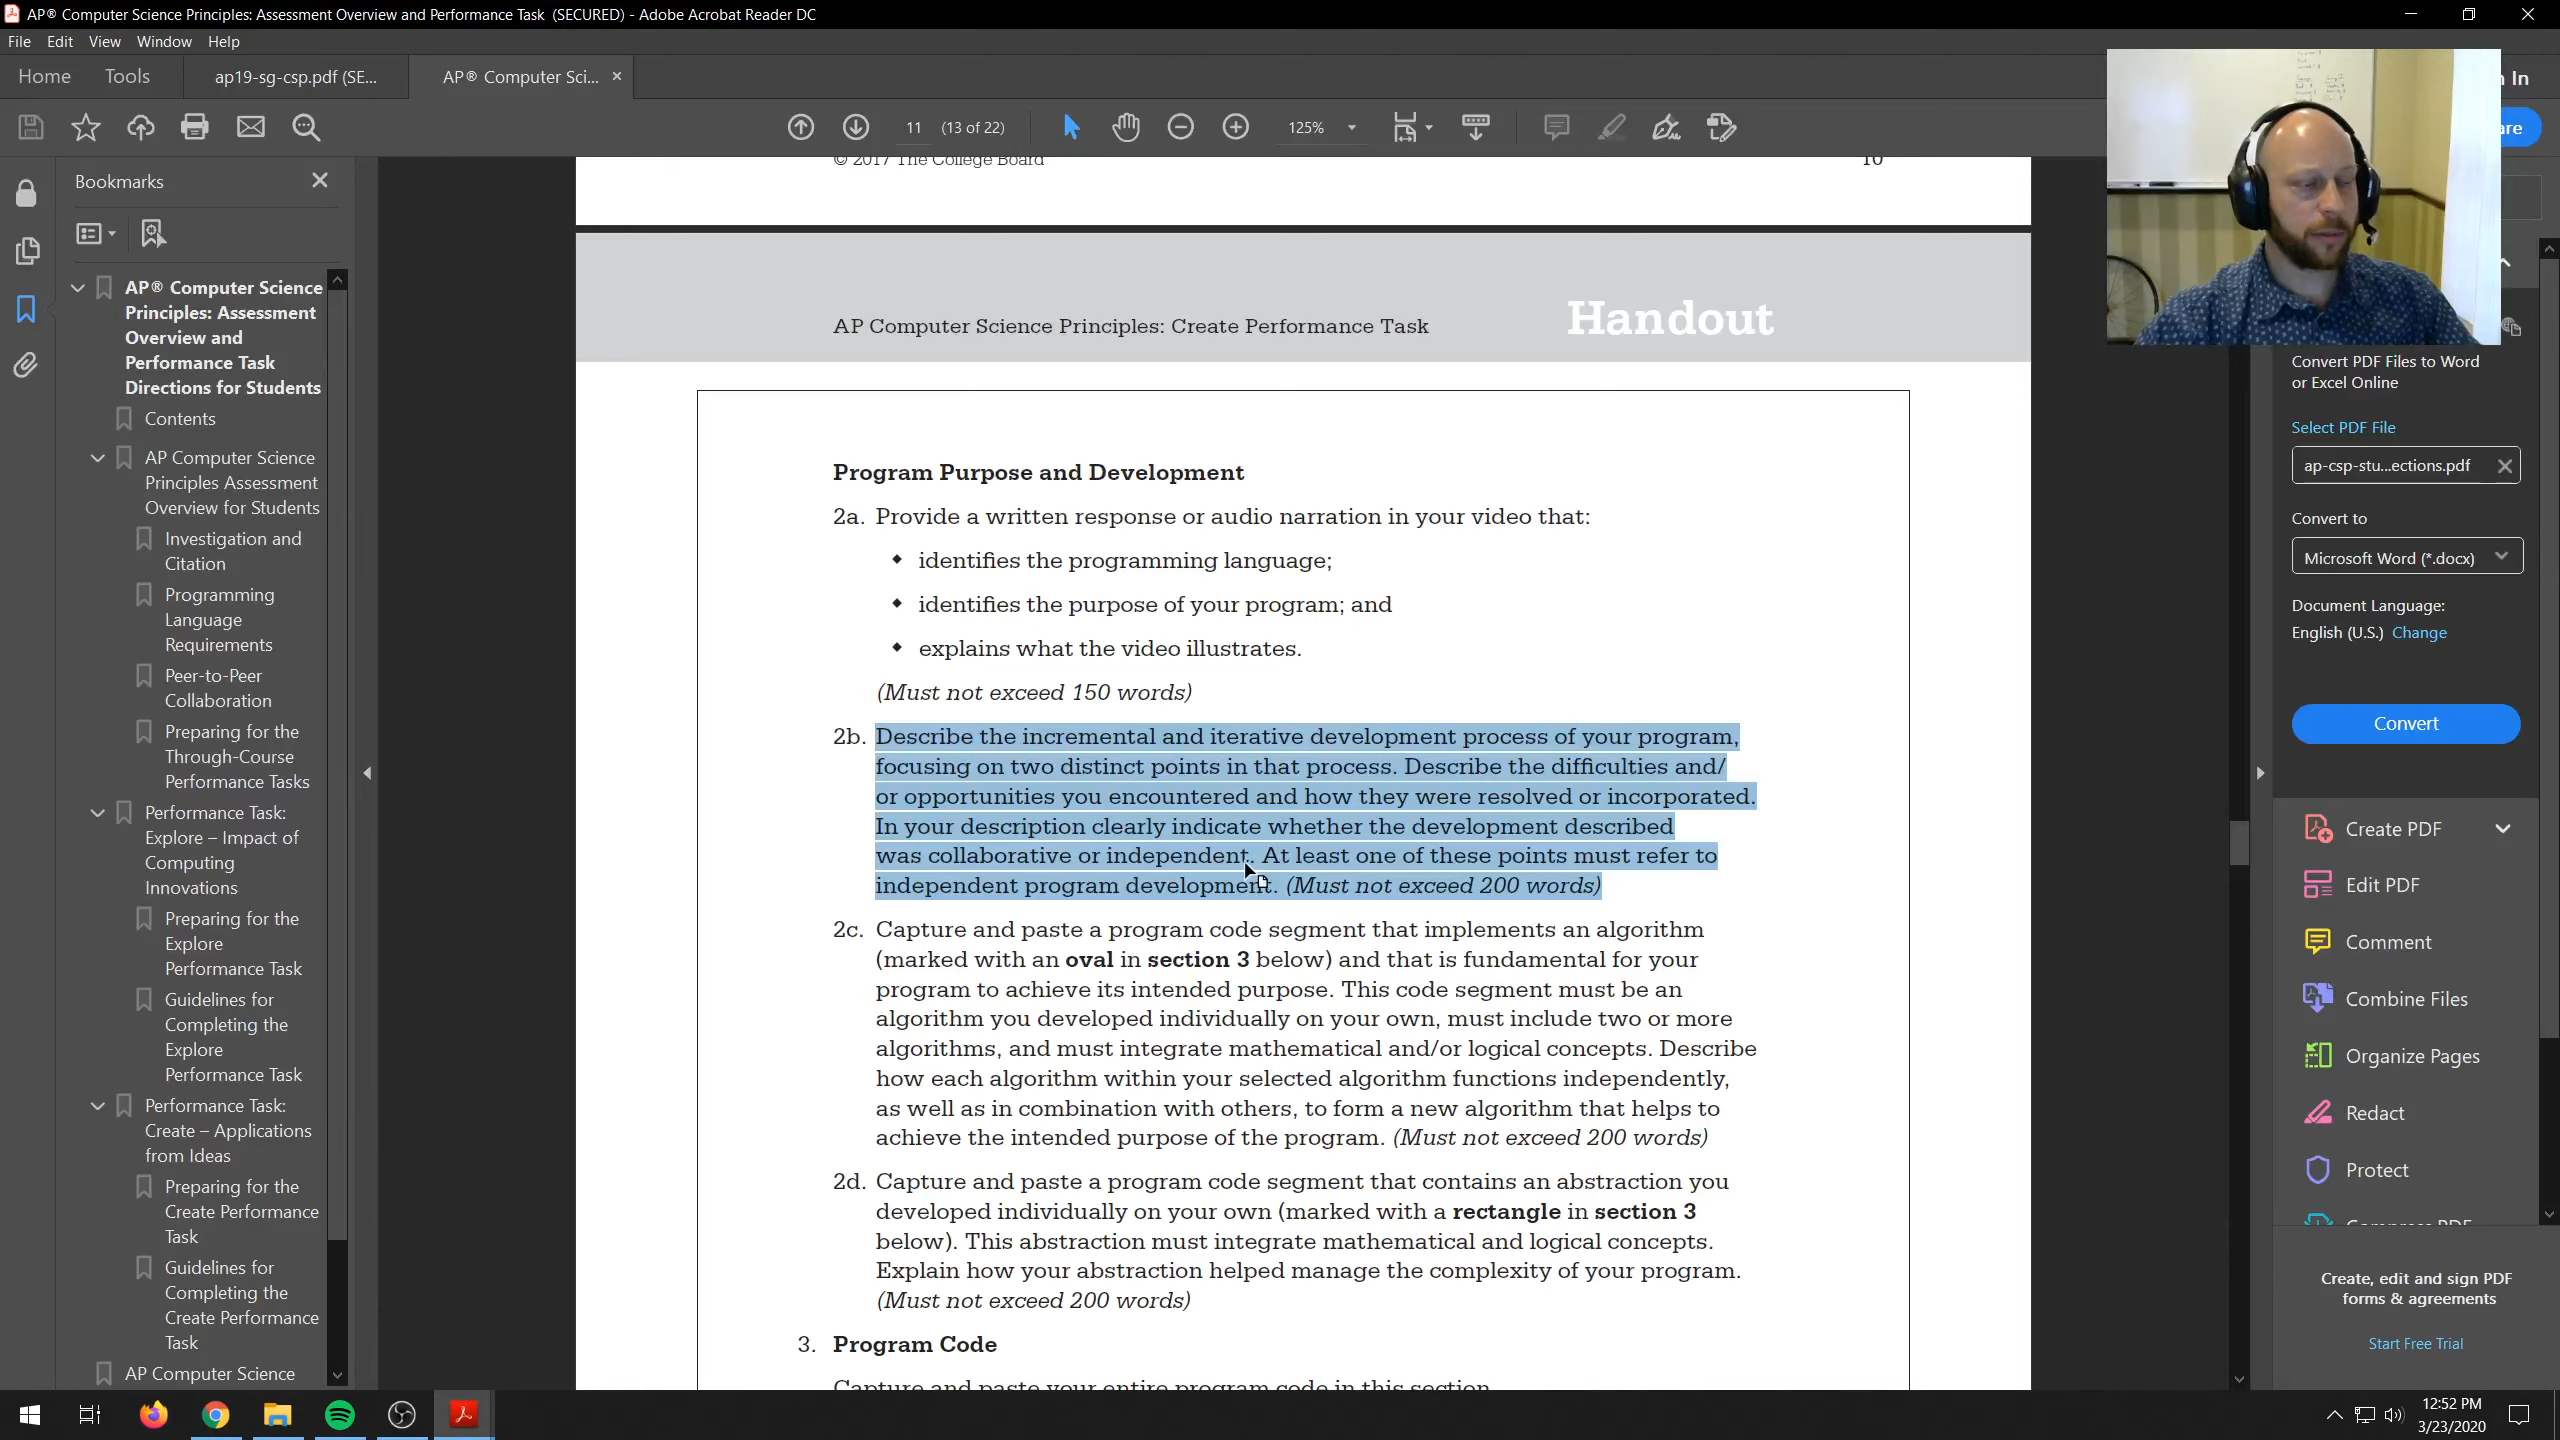 AP® Computer Science Principles: Assessment Overview and Performance Task (SECURED) - Adobe Acrobat Reader DC
File Edit View Window Help
Home Tools ap19-sg-csp.pdf (SE... AP® Computer Sci... ×
In
11 (13 of 22) 125%
are
Bookmarks
AP® Computer Science
Principles: Assessment
Overview and
Performance Task
Directions for Students
Contents
AP Computer Science
Principles Assessment
Overview for Students
Investigation and
Citation
Programming
Language
Requirements
Peer-to-Peer
Collaboration
Preparing for the
Through-Course
Performance Tasks
Performance Task:
Explore – Impact of
Computing
Innovations
Preparing for the
Explore
Performance Task
Guidelines for
Completing the
Explore
Performance Task
Performance Task:
Create – Applications
from Ideas
Preparing for the
Create Performance
Task
Guidelines for
Completing the
Create Performance
Task
AP Computer Science
© 2017 The College Board 10
AP Computer Science Principles: Create Performance Task Handout
Program Purpose and Development
2a. Provide a written response or audio narration in your video that:
◆ identifies the programming language;
◆ identifies the purpose of your program; and
◆ explains what the video illustrates.
(Must not exceed 150 words)
2b. Describe the incremental and iterative development process of your program,
focusing on two distinct points in that process. Describe the difficulties and/
or opportunities you encountered and how they were resolved or incorporated.
In your description clearly indicate whether the development described
was collaborative or independent. At least one of these points must refer to
independent program development. (Must not exceed 200 words)
2c. Capture and paste a program code segment that implements an algorithm
(marked with an oval in section 3 below) and that is fundamental for your
program to achieve its intended purpose. This code segment must be an
algorithm you developed individually on your own, must include two or more
algorithms, and must integrate mathematical and/or logical concepts. Describe
how each algorithm within your selected algorithm functions independently,
as well as in combination with others, to form a new algorithm that helps to
achieve the intended purpose of the program. (Must not exceed 200 words)
2d. Capture and paste a program code segment that contains an abstraction you
developed individually on your own (marked with a rectangle in section 3
below). This abstraction must integrate mathematical and logical concepts.
Explain how your abstraction helped manage the complexity of your program.
(Must not exceed 200 words)
3. Program Code
Capture and paste your entire program code in this section.
Convert PDF Files to Word
or Excel Online
Select PDF File
ap-csp-stu...ections.pdf
Convert to
Microsoft Word (*.docx)
Document Language:
English (U.S.) Change
Convert
Create PDF
Edit PDF
Comment
Combine Files
Organize Pages
Redact
Protect
Compress PDF
Create, edit and sign PDF
forms & agreements
Start Free Trial
12:52 PM
3/23/2020